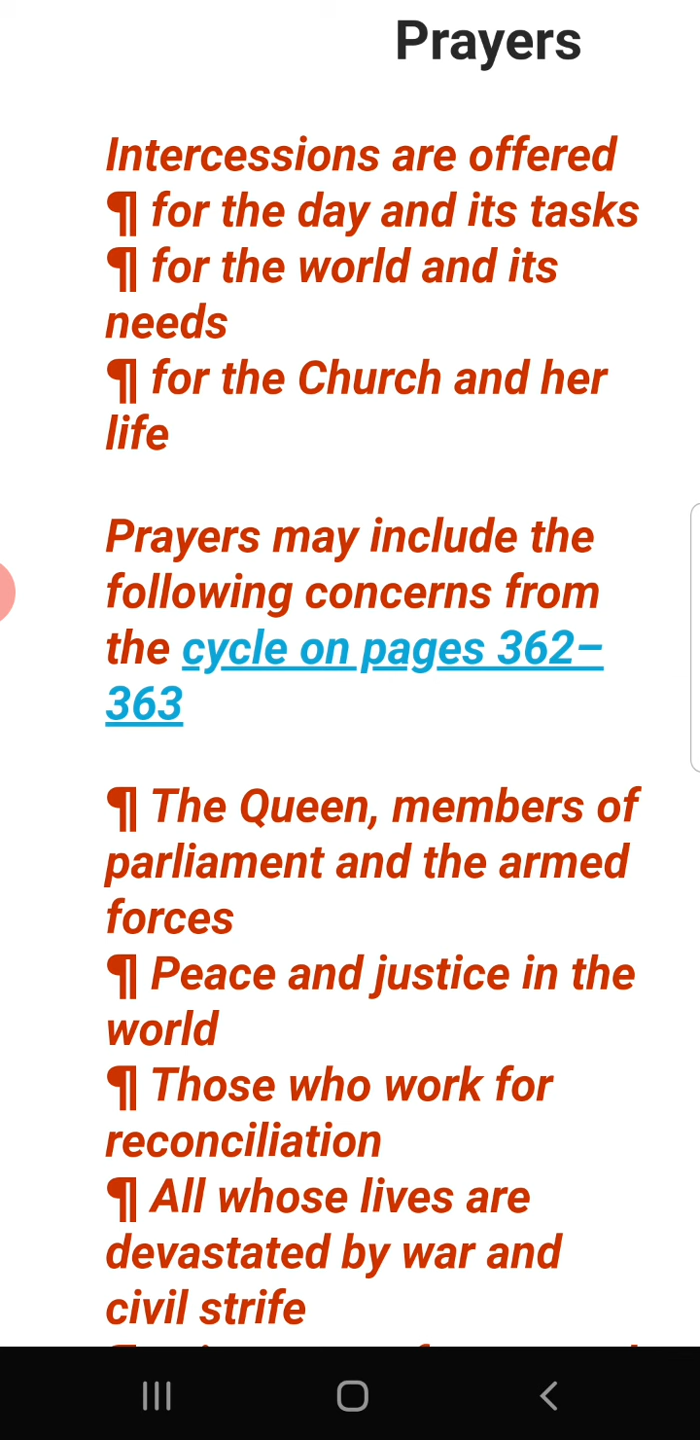 Prayers
Intercessions are offered
¶ for the day and its tasks
¶ for the world and its
needs
¶ for the Church and her
life
Prayers may include the
following concerns from
the cycle on pages 362–
363
¶ The Queen, members of
parliament and the armed
forces
¶ Peace and justice in the
world
¶ Those who work for
reconciliation
¶ All whose lives are
devastated by war and
civil strife